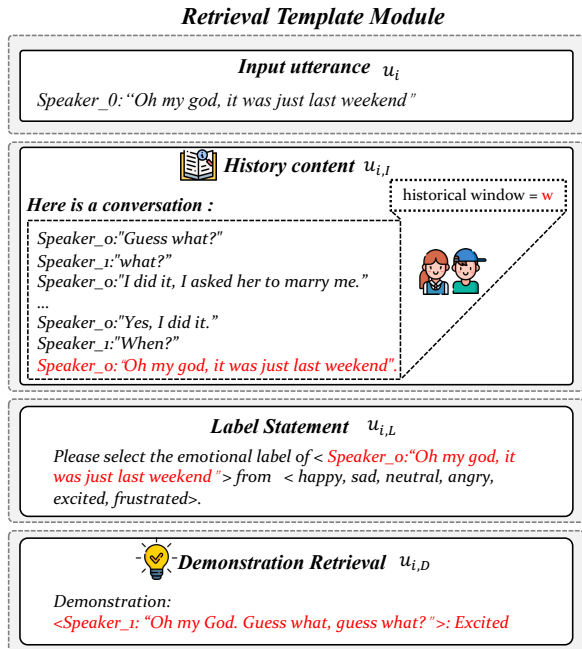 Retrieval Template Module
Input utterance u_i
Speaker_0:“Oh my god, it was just last weekend”
History content u_{i,I}
historical window = w
Here is a conversation :
Speaker_0:"Guess what?"
Speaker_1:"what?”
Speaker_0:"I did it, I asked her to marry me.”
...
Speaker_0:"Yes, I did it.”
Speaker_1:"When?”
Speaker_0:“Oh my god, it was just last weekend".
Label Statement u_{i,L}
Please select the emotional label of < Speaker_0:“Oh my god, it
was just last weekend ”> from < happy, sad, neutral, angry,
excited, frustrated>.
Demonstration Retrieval u_{i,D}
Demonstration:
<Speaker_1: “Oh my God. Guess what, guess what? ”>: Excited